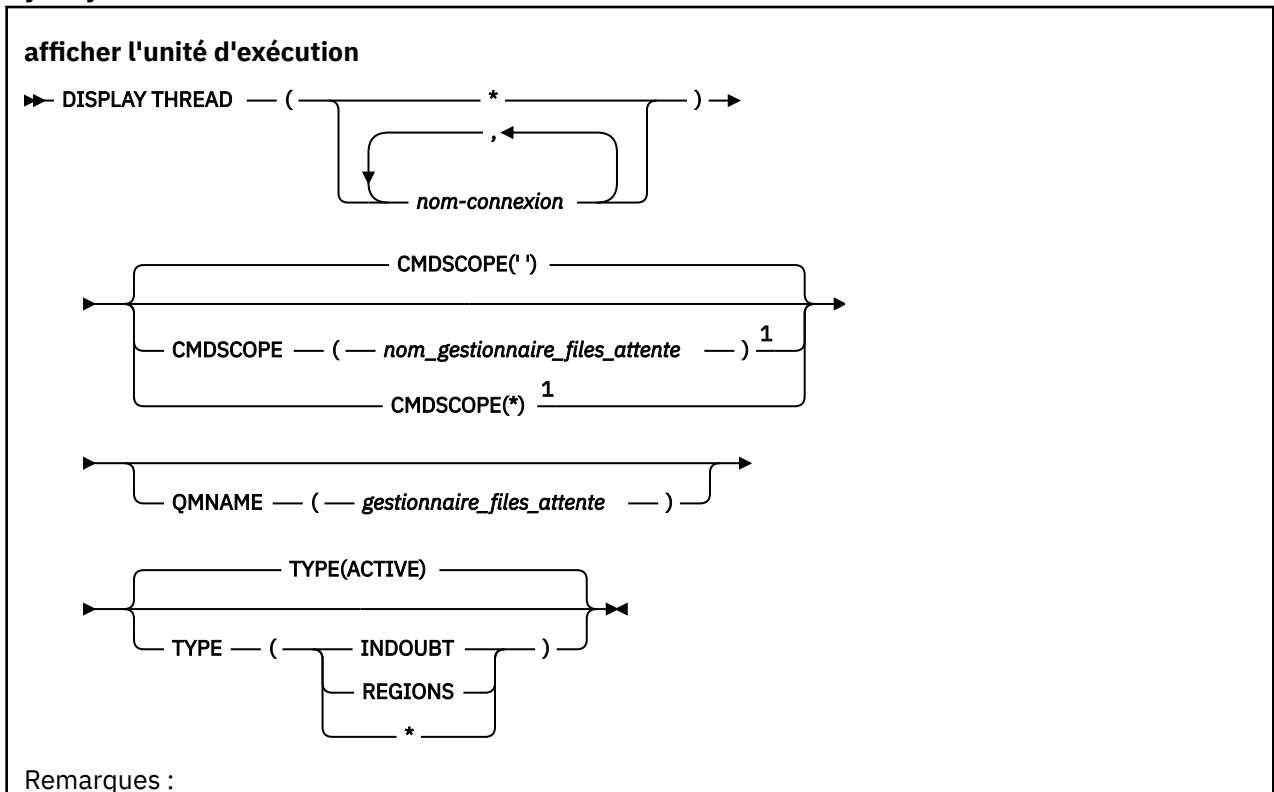 afficher l'unité d'exécution
DISPLAY THREAD ( * )
,
nom-connexion
CMDSCOPE(' ')
CMDSCOPE ( nom_gestionnaire_files_attente ) 1
CMDSCOPE(*) 1
QMNAME ( gestionnaire_files_attente )
TYPE(ACTIVE)
TYPE ( INDOUBT )
REGIONS
*
Remarques :